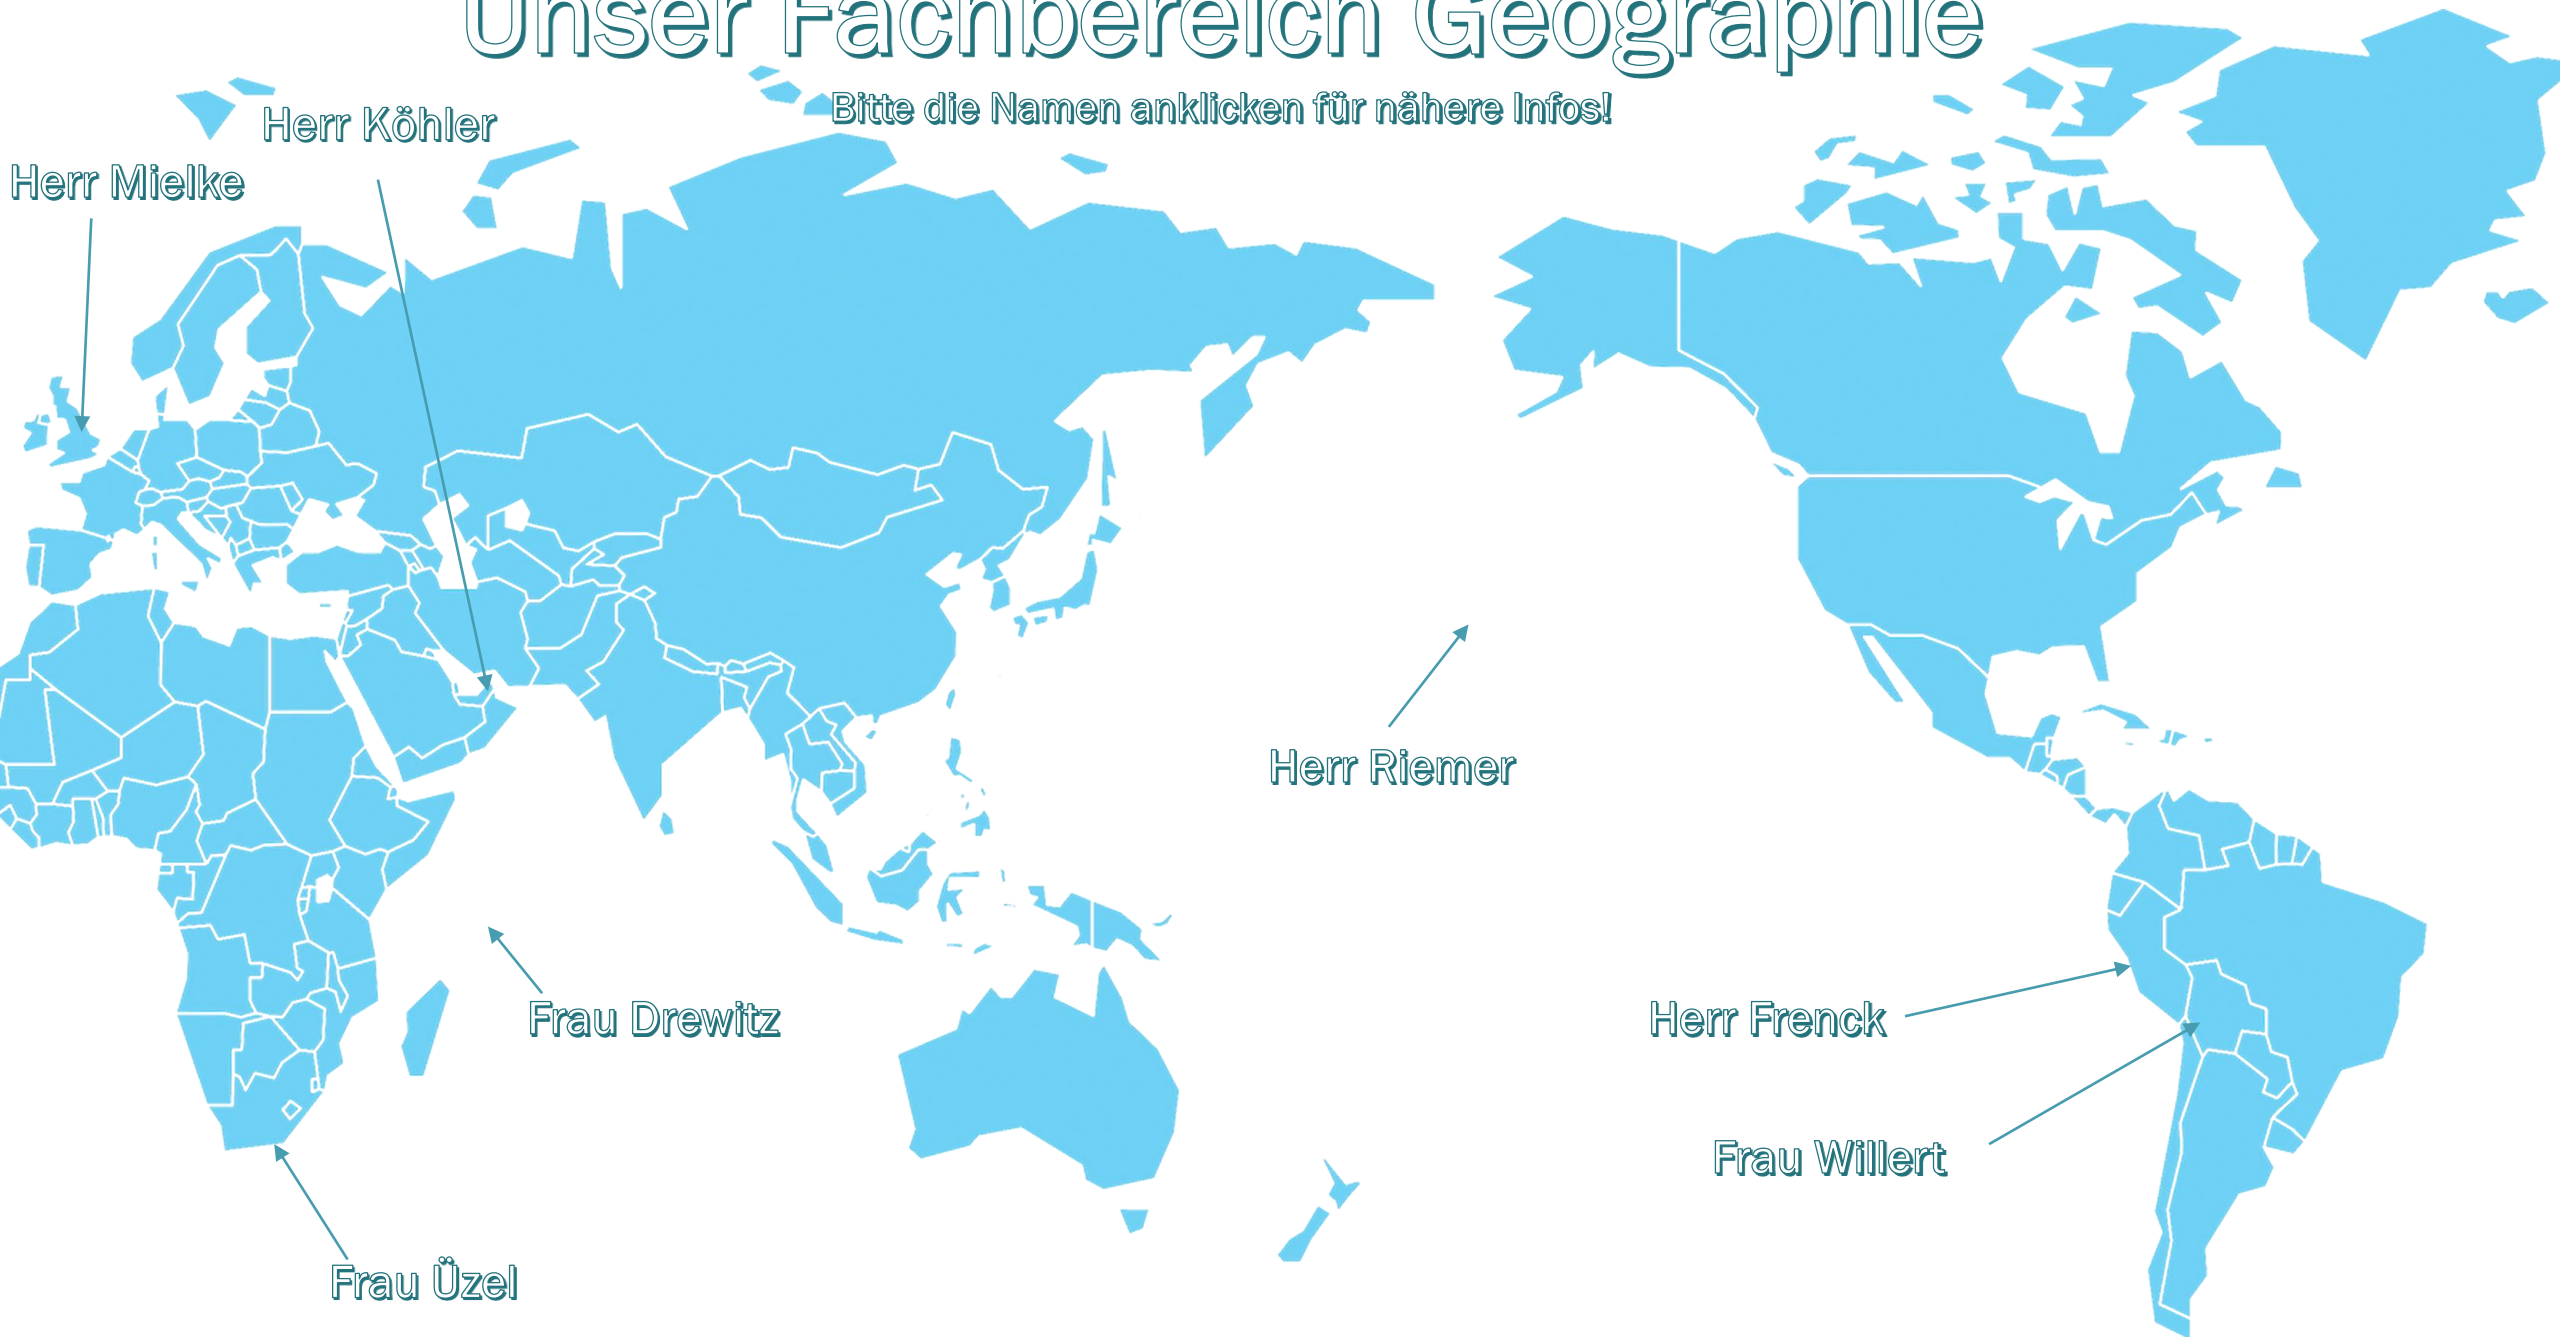 Unser Fachbereich Geographie
Bitte die Namen anklicken für nähere Infos!
Herr Köhler
Herr Mielke
Herr Riemer
Frau Drewitz
Herr Frenck
Frau Willert
Frau Üzel